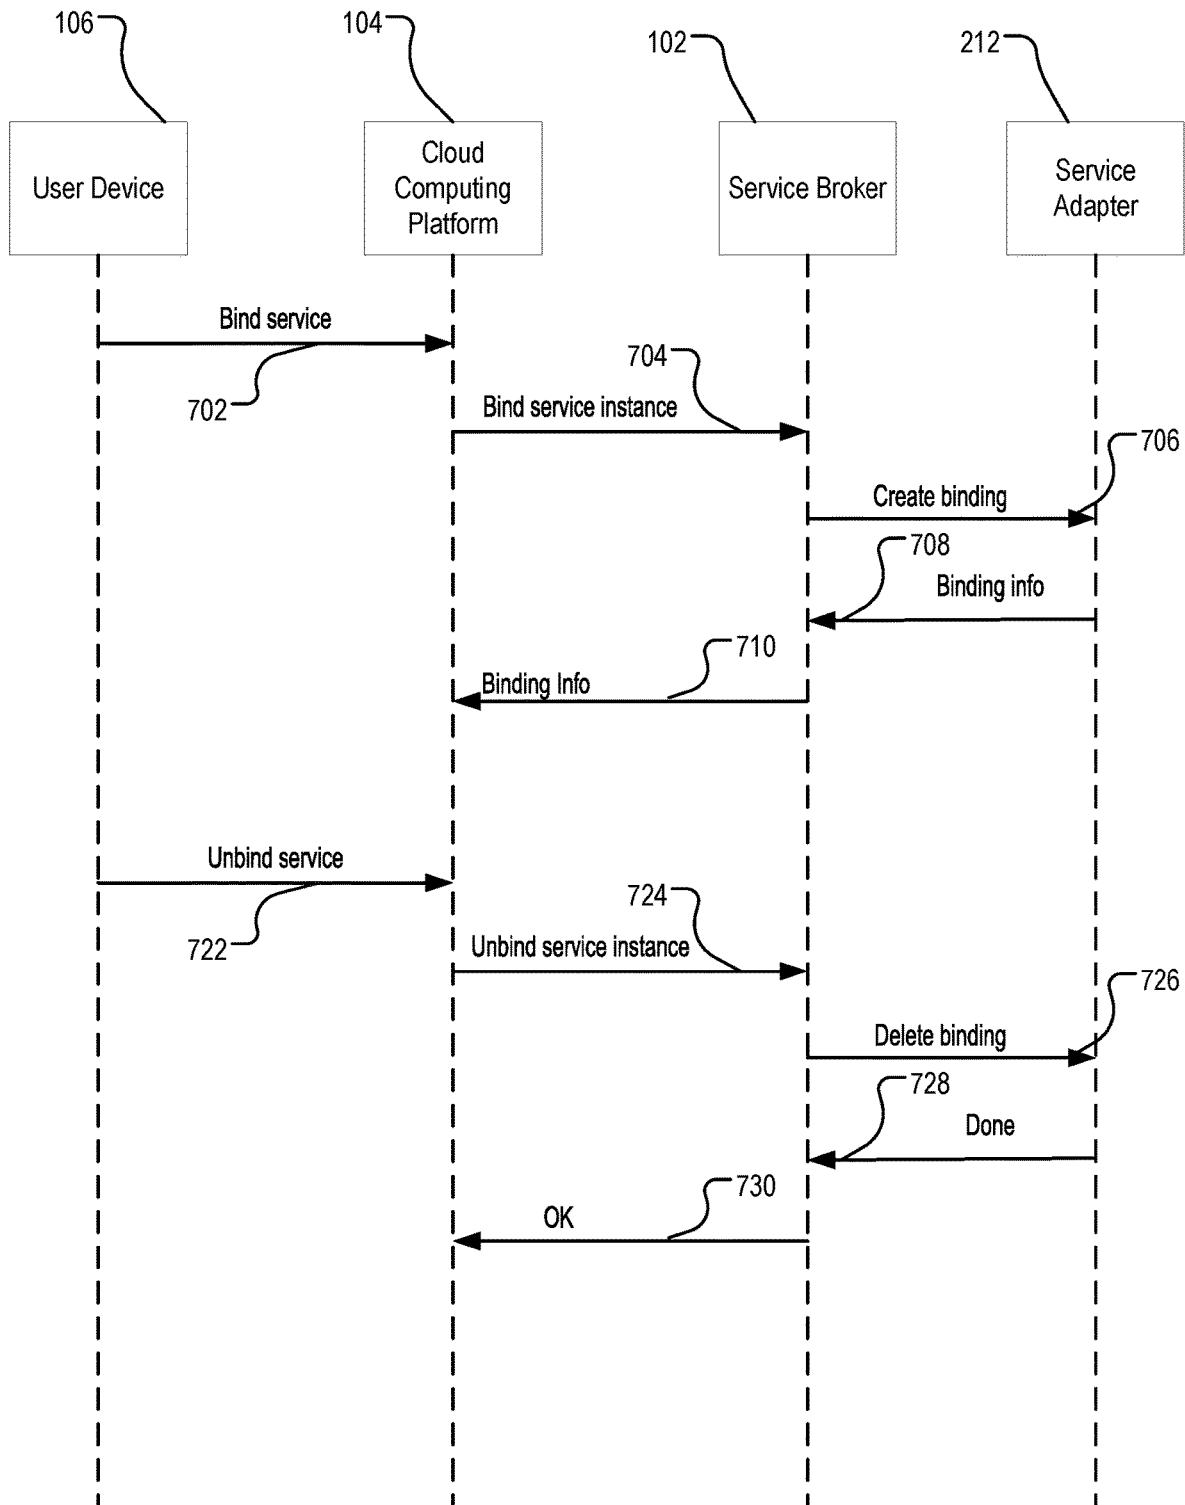 106
104
102
212
User Device
Cloud
Computing
Platform
Service Broker
Service
Adapter
Bind service
702
704
Bind service instance
706
Create binding
708
Binding info
710
Binding Info
Unbind service
722
724
Unbind service instance
726
Delete binding
728
Done
730
OK